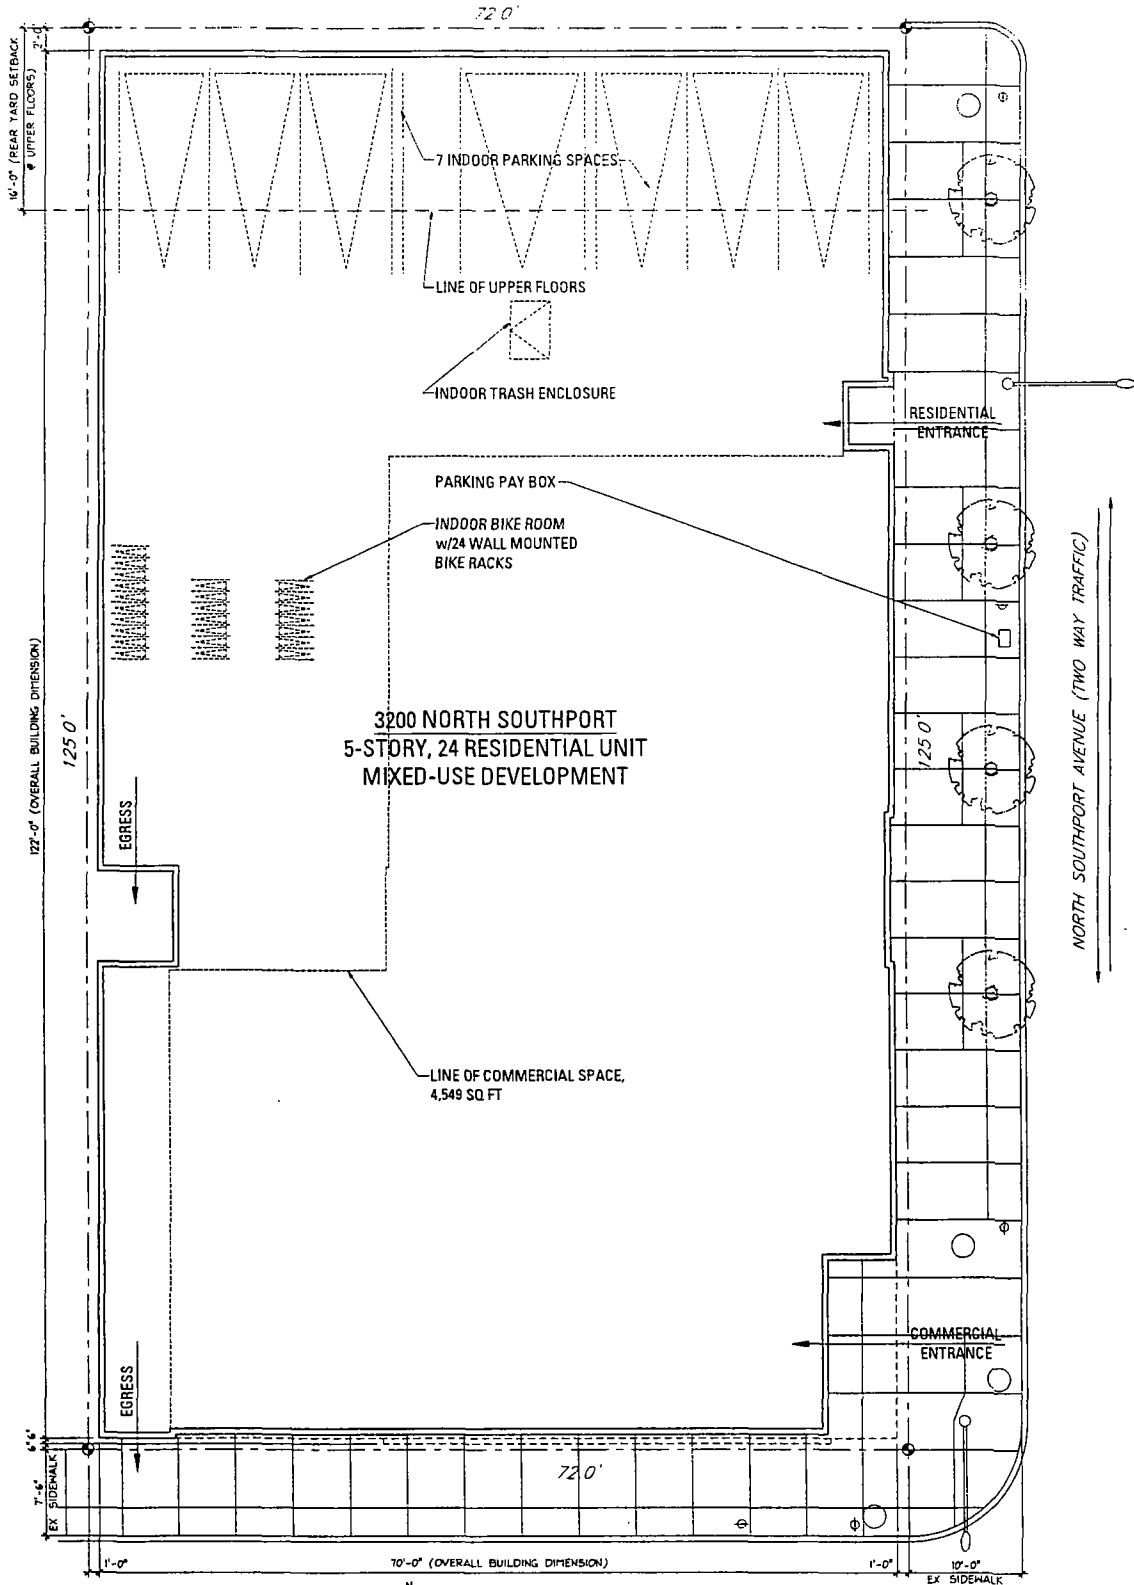 72.0'
2'-0"
16'-0" (REAR YARD SETBACK
@ UPPER FLOORS)
7 INDOOR PARKING SPACES
LINE OF UPPER FLOORS
INDOOR TRASH ENCLOSURE
RESIDENTIAL
ENTRANCE
PARKING PAY BOX
INDOOR BIKE ROOM
w/24 WALL MOUNTED
BIKE RACKS
NORTH SOUTHPORT AVENUE (TWO WAY TRAFFIC)
122'-0" (OVERALL BUILDING DIMENSION)
125.0'
3200 NORTH SOUTHPORT
5-STORY, 24 RESIDENTIAL UNIT
MIXED-USE DEVELOPMENT
125.0'
EGRESS
LINE OF COMMERCIAL SPACE,
4,549 SQ FT
COMMERCIAL
ENTRANCE
EGRESS
6" 6"
72.0'
7'-6"
EX SIDEWALK
1'-0"
70'-0" (OVERALL BUILDING DIMENSION)
1'-0"
10'-0"
EX SIDEWALK